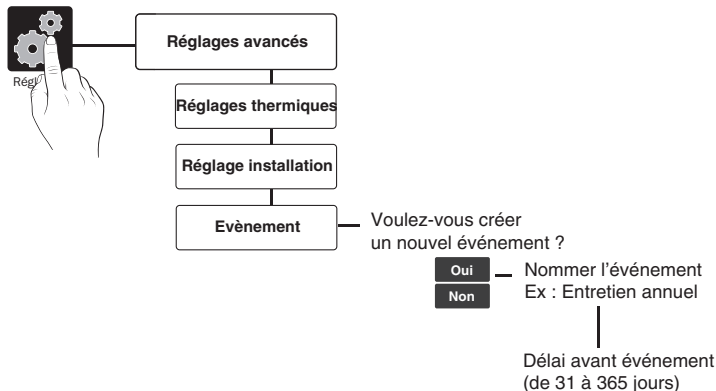 Réglages avancés
Régl
Réglages thermiques
Réglage installation
Evènement
Voulez-vous créer
un nouvel événement ?
Oui
Non
Nommer l'événement
Ex : Entretien annuel
Délai avant événement
(de 31 à 365 jours)